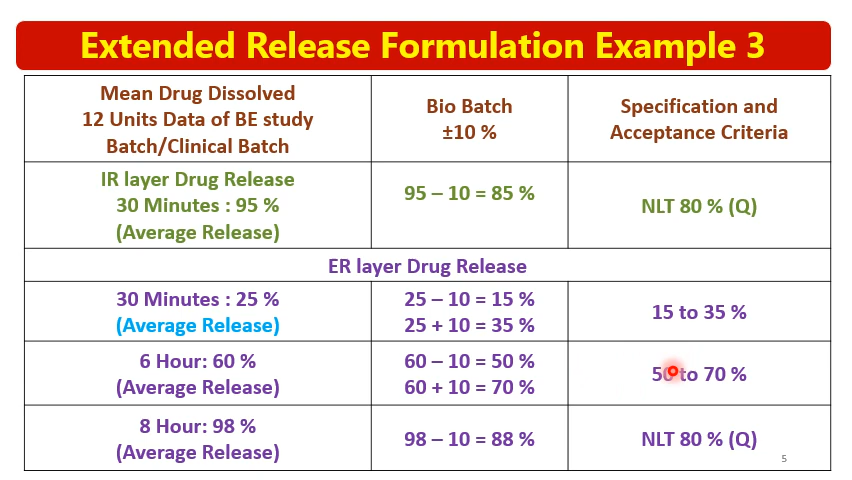 Extended Release Formulation Example 3
Mean Drug Dissolved
12 Units Data of BE study
Batch/Clinical Batch
Bio Batch
±10 %
Specification and
Acceptance Criteria
IR layer Drug Release
30 Minutes : 95 %
(Average Release)
95 – 10 = 85 %
NLT 80 % (Q)
ER layer Drug Release
30 Minutes : 25 %
(Average Release)
25 – 10 = 15 %
25 + 10 = 35 %
15 to 35 %
6 Hour: 60 %
(Average Release)
60 – 10 = 50 %
60 + 10 = 70 %
50 to 70 %
8 Hour: 98 %
(Average Release)
98 – 10 = 88 %
NLT 80 % (Q)
5